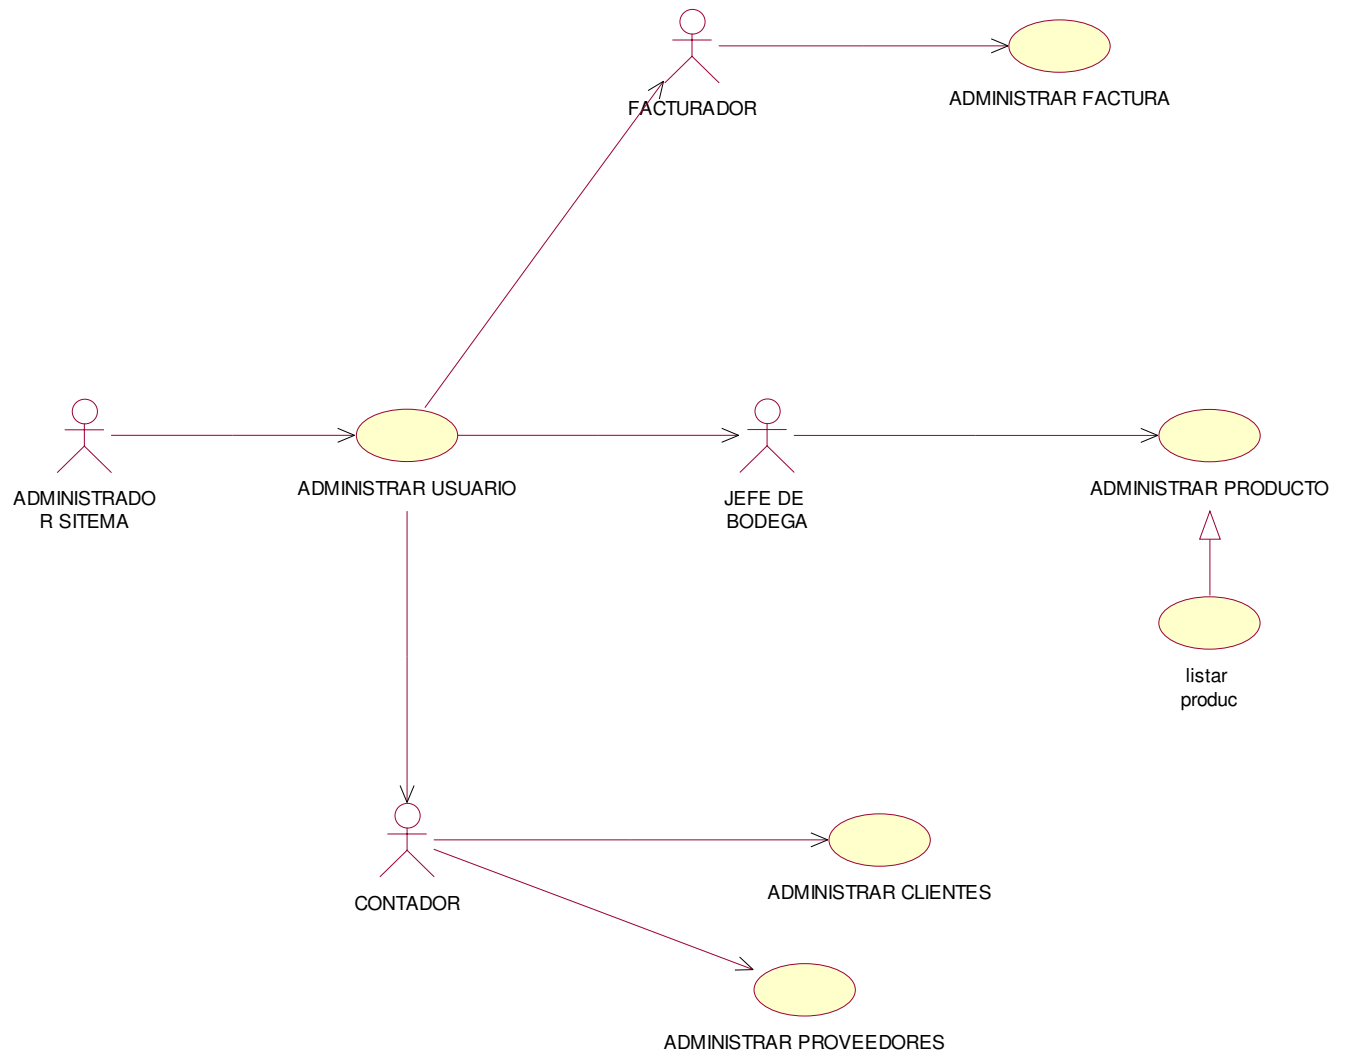 FACTURADOR
ADMINISTRAR FACTURA
ADMINISTRADO
R SITEMA
ADMINISTRAR USUARIO
JEFE DE
BODEGA
ADMINISTRAR PRODUCTO
listar
produc
CONTADOR
ADMINISTRAR CLIENTES
ADMINISTRAR PROVEEDORES